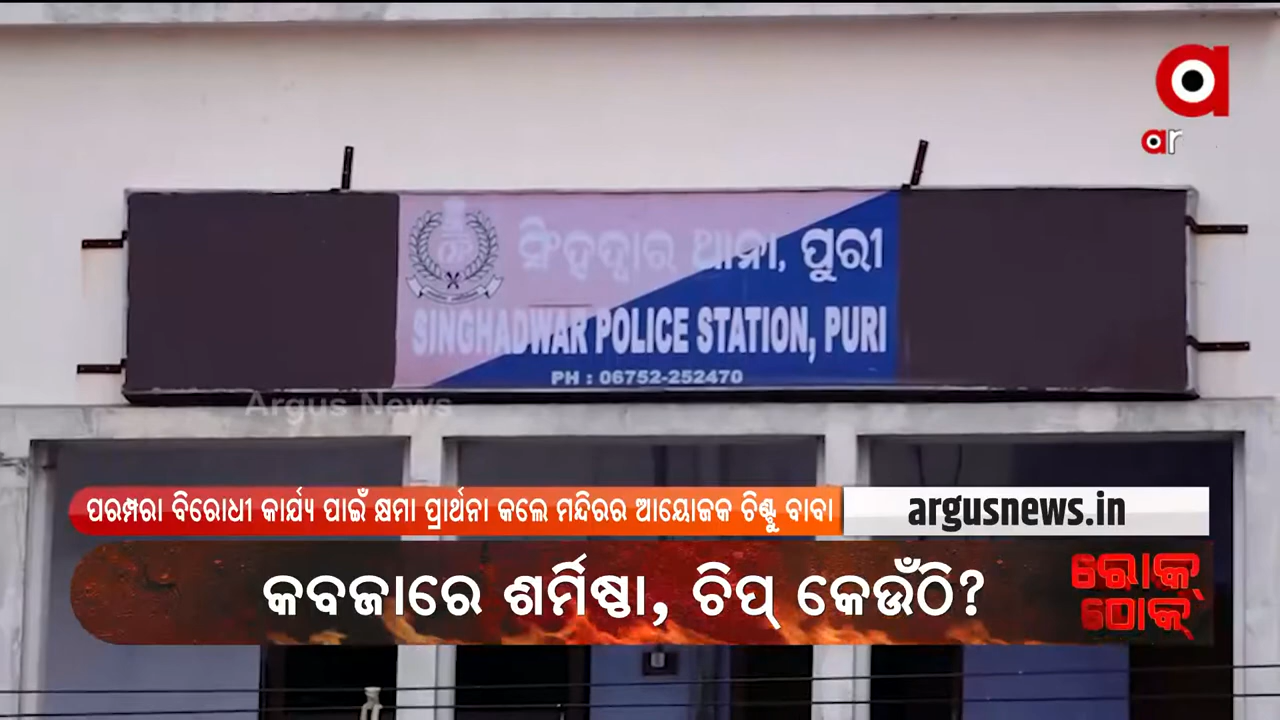 ar
ସିଂହଦ୍ୱାର ଥାନା, ପୁରୀ
SINGHADWAR POLICE STATION, PURI
PH : 06752-252470
Argus News
ପରମ୍ପରା ବିରୋଧୀ କାର୍ଯ୍ୟ ପାଇଁ କ୍ଷମା ପ୍ରାର୍ଥନା କଲେ ମନ୍ଦିରର ଆୟୋଜକ ଚିଣ୍ଟୁ ବାବା
argusnews.in
କବଜାରେ ଶର୍ମିଷ୍ଠା, ଚିପ୍ କେଉଁଠି?
ରୋକ୍
ଠୋକ୍